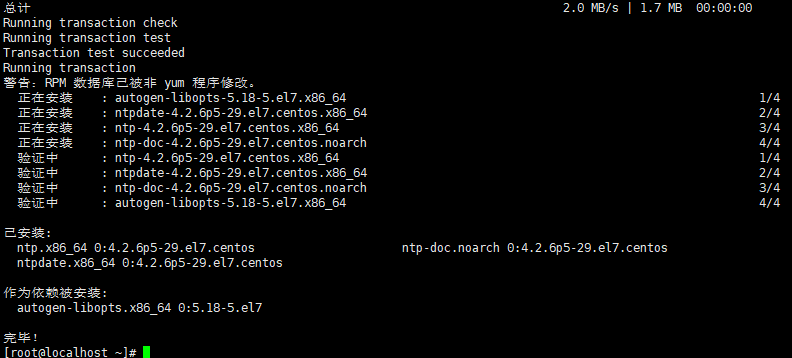 总计 2.0 MB/s | 1.7 MB 00:00:00
Running transaction check
Running transaction test
Transaction test succeeded
Running transaction
警告：RPM 数据库已被非 yum 程序修改。
正在安装 : autogen-libopts-5.18-5.el7.x86_64 1/4
正在安装 : ntpdate-4.2.6p5-29.el7.centos.x86_64 2/4
正在安装 : ntp-4.2.6p5-29.el7.centos.x86_64 3/4
正在安装 : ntp-doc-4.2.6p5-29.el7.centos.noarch 4/4
验证中 : ntp-4.2.6p5-29.el7.centos.x86_64 1/4
验证中 : ntpdate-4.2.6p5-29.el7.centos.x86_64 2/4
验证中 : ntp-doc-4.2.6p5-29.el7.centos.noarch 3/4
验证中 : autogen-libopts-5.18-5.el7.x86_64 4/4
已安装:
ntp.x86_64 0:4.2.6p5-29.el7.centos ntp-doc.noarch 0:4.2.6p5-29.el7.centos
ntpdate.x86_64 0:4.2.6p5-29.el7.centos
作为依赖被安装:
autogen-libopts.x86_64 0:5.18-5.el7
完毕！
[root@localhost ~]#